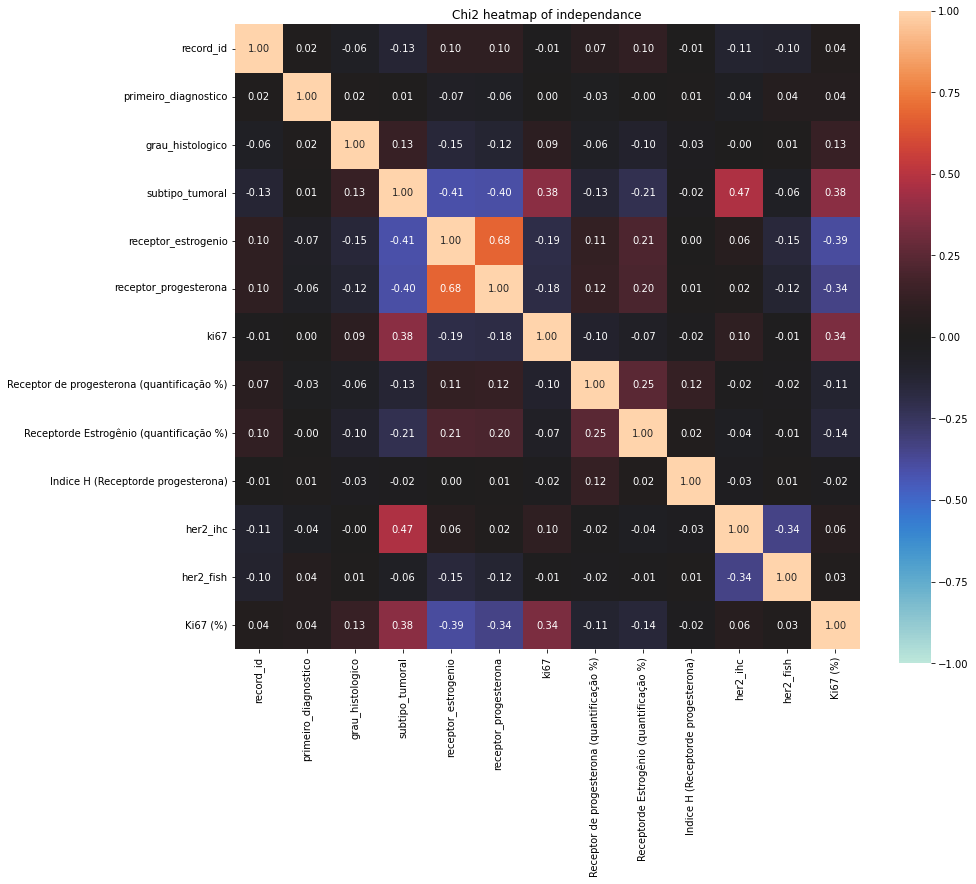 Chi2 heatmap of independance
record_id 1.00 0.02 -0.06 -0.13 0.10 0.10 -0.01 0.07 0.10 -0.01 -0.11 -0.10 0.04
primeiro_diagnostico 0.02 1.00 0.02 0.01 -0.07 -0.06 0.00 -0.03 -0.00 0.01 -0.04 0.04 0.04
grau_histologico -0.06 0.02 1.00 0.13 -0.15 -0.12 0.09 -0.06 -0.10 -0.03 -0.00 0.01 0.13
subtipo_tumoral -0.13 0.01 0.13 1.00 -0.41 -0.40 0.38 -0.13 -0.21 -0.02 0.47 -0.06 0.38
receptor_estrogenio 0.10 -0.07 -0.15 -0.41 1.00 0.68 -0.19 0.11 0.21 0.00 0.06 -0.15 -0.39
receptor_progesterona 0.10 -0.06 -0.12 -0.40 0.68 1.00 -0.18 0.12 0.20 0.01 0.02 -0.12 -0.34
ki67 -0.01 0.00 0.09 0.38 -0.19 -0.18 1.00 -0.10 -0.07 -0.02 0.10 -0.01 0.34
Receptor de progesterona (quantificação %) 0.07 -0.03 -0.06 -0.13 0.11 0.12 -0.10 1.00 0.25 0.12 -0.02 -0.02 -0.11
Receptorde Estrogênio (quantificação %) 0.10 -0.00 -0.10 -0.21 0.21 0.20 -0.07 0.25 1.00 0.02 -0.04 -0.01 -0.14
Indice H (Receptorde progesterona) -0.01 0.01 -0.03 -0.02 0.00 0.01 -0.02 0.12 0.02 1.00 -0.03 0.01 -0.02
her2_ihc -0.11 -0.04 -0.00 0.47 0.06 0.02 0.10 -0.02 -0.04 -0.03 1.00 -0.34 0.06
her2_fish -0.10 0.04 0.01 -0.06 -0.15 -0.12 -0.01 -0.02 -0.01 0.01 -0.34 1.00 0.03
Ki67 (%) 0.04 0.04 0.13 0.38 -0.39 -0.34 0.34 -0.11 -0.14 -0.02 0.06 0.03 1.00
record_id
primeiro_diagnostico
grau_histologico
subtipo_tumoral
receptor_estrogenio
receptor_progesterona
ki67
Receptor de progesterona (quantificação %)
Receptorde Estrogênio (quantificação %)
Indice H (Receptorde progesterona)
her2_ihc
her2_fish
Ki67 (%)
1.00
0.75
0.50
0.25
0.00
−0.25
−0.50
−0.75
−1.00